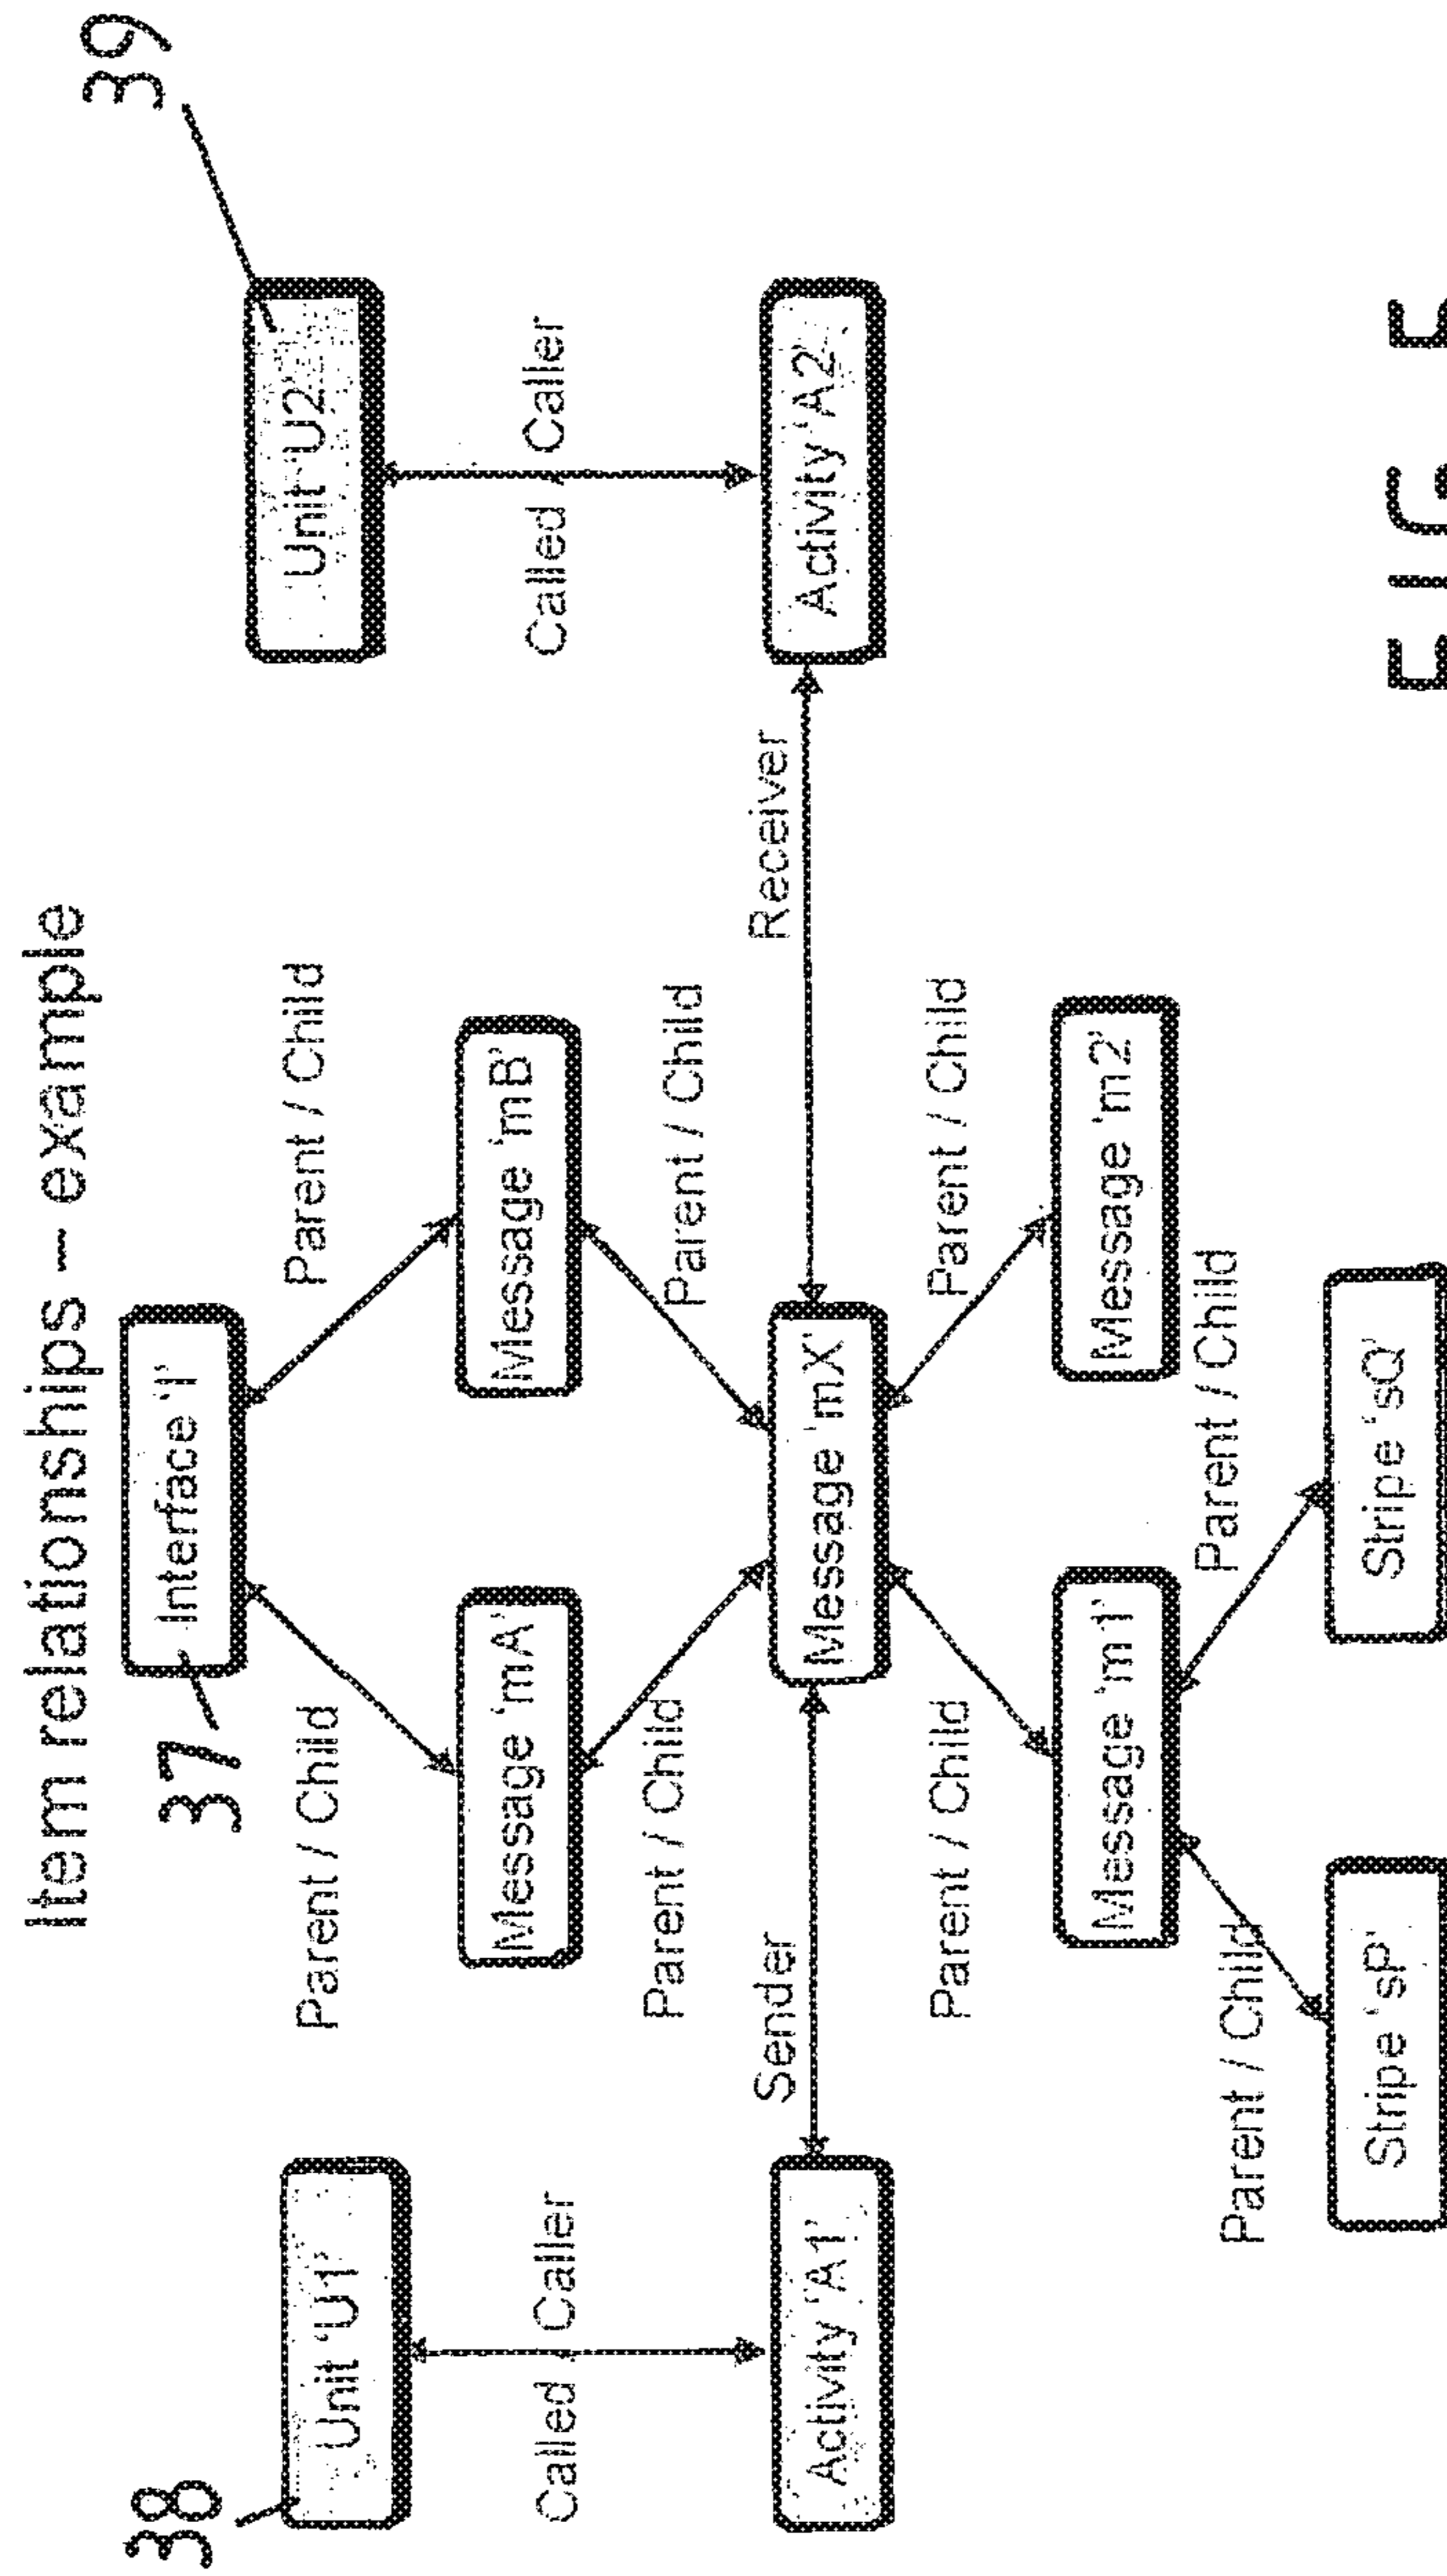 Item relationships – example
39
37
38
Interface 'I'
Unit 'U1'
Unit 'U2'
Parent / Child
Parent / Child
Message 'mA'
Message 'mB'
Called / Caller
Called / Caller
Parent / Child
Parent / Child
Sender
Receiver
Activity 'A1'
Message 'mX'
Activity 'A2'
Parent / Child
Parent / Child
Message 'm1'
Message 'm2'
Parent / Child
Parent / Child
Stripe 'sP'
Stripe 'sQ'